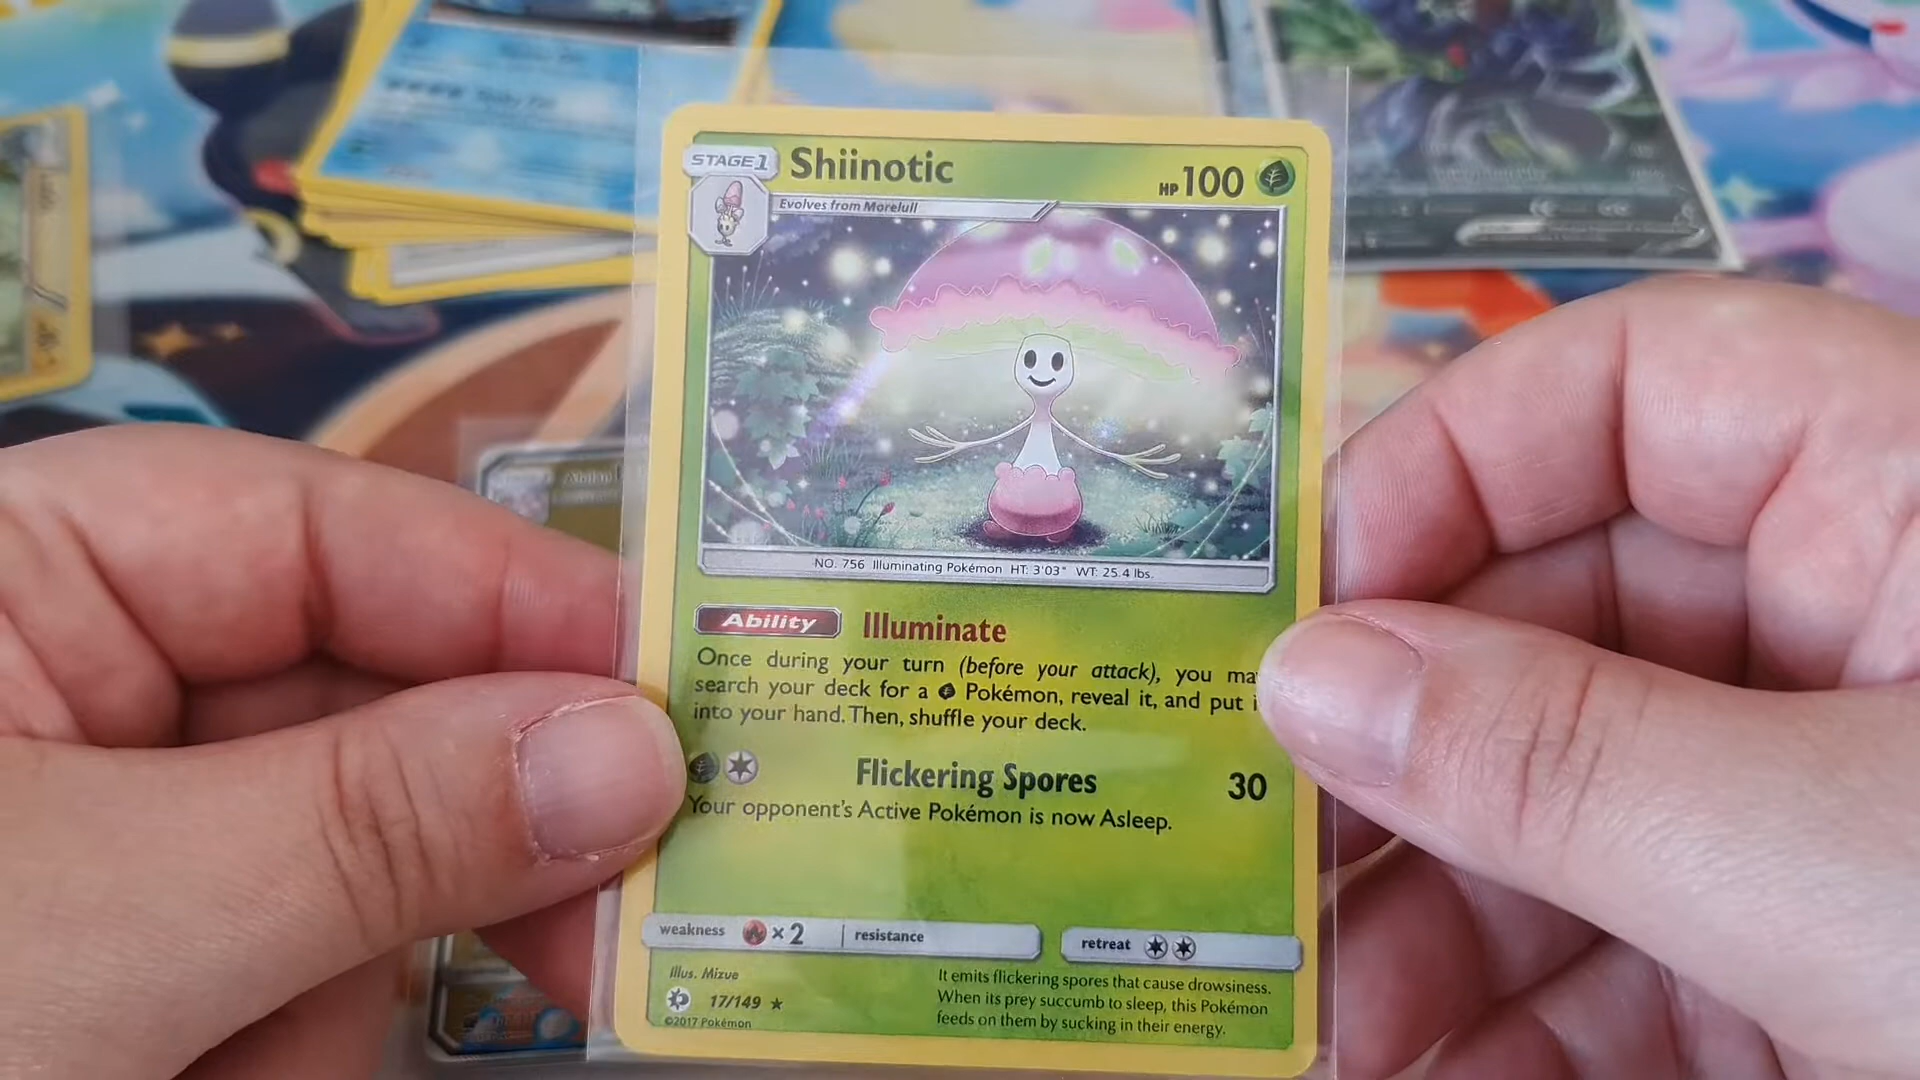 STAGE 1
Shiinotic
HP 100
Evolves from Morelull
NO. 756 Illuminating Pokémon HT: 3'03" WT: 25.4 lbs.
Ability Illuminate
Once during your turn (before your attack), you
search your deck for a Pokémon, reveal it, and put
into your hand. Then, shuffle your deck.
Flickering Spores 30
Your opponent's Active Pokémon is now Asleep.
weakness ×2 resistance retreat
Illus. Mizue
17/149
©2017 Pokémon
It emits flickering spores that cause drowsiness.
When its prey succumb to sleep, this Pokémon
feeds on them by sucking in their energy.